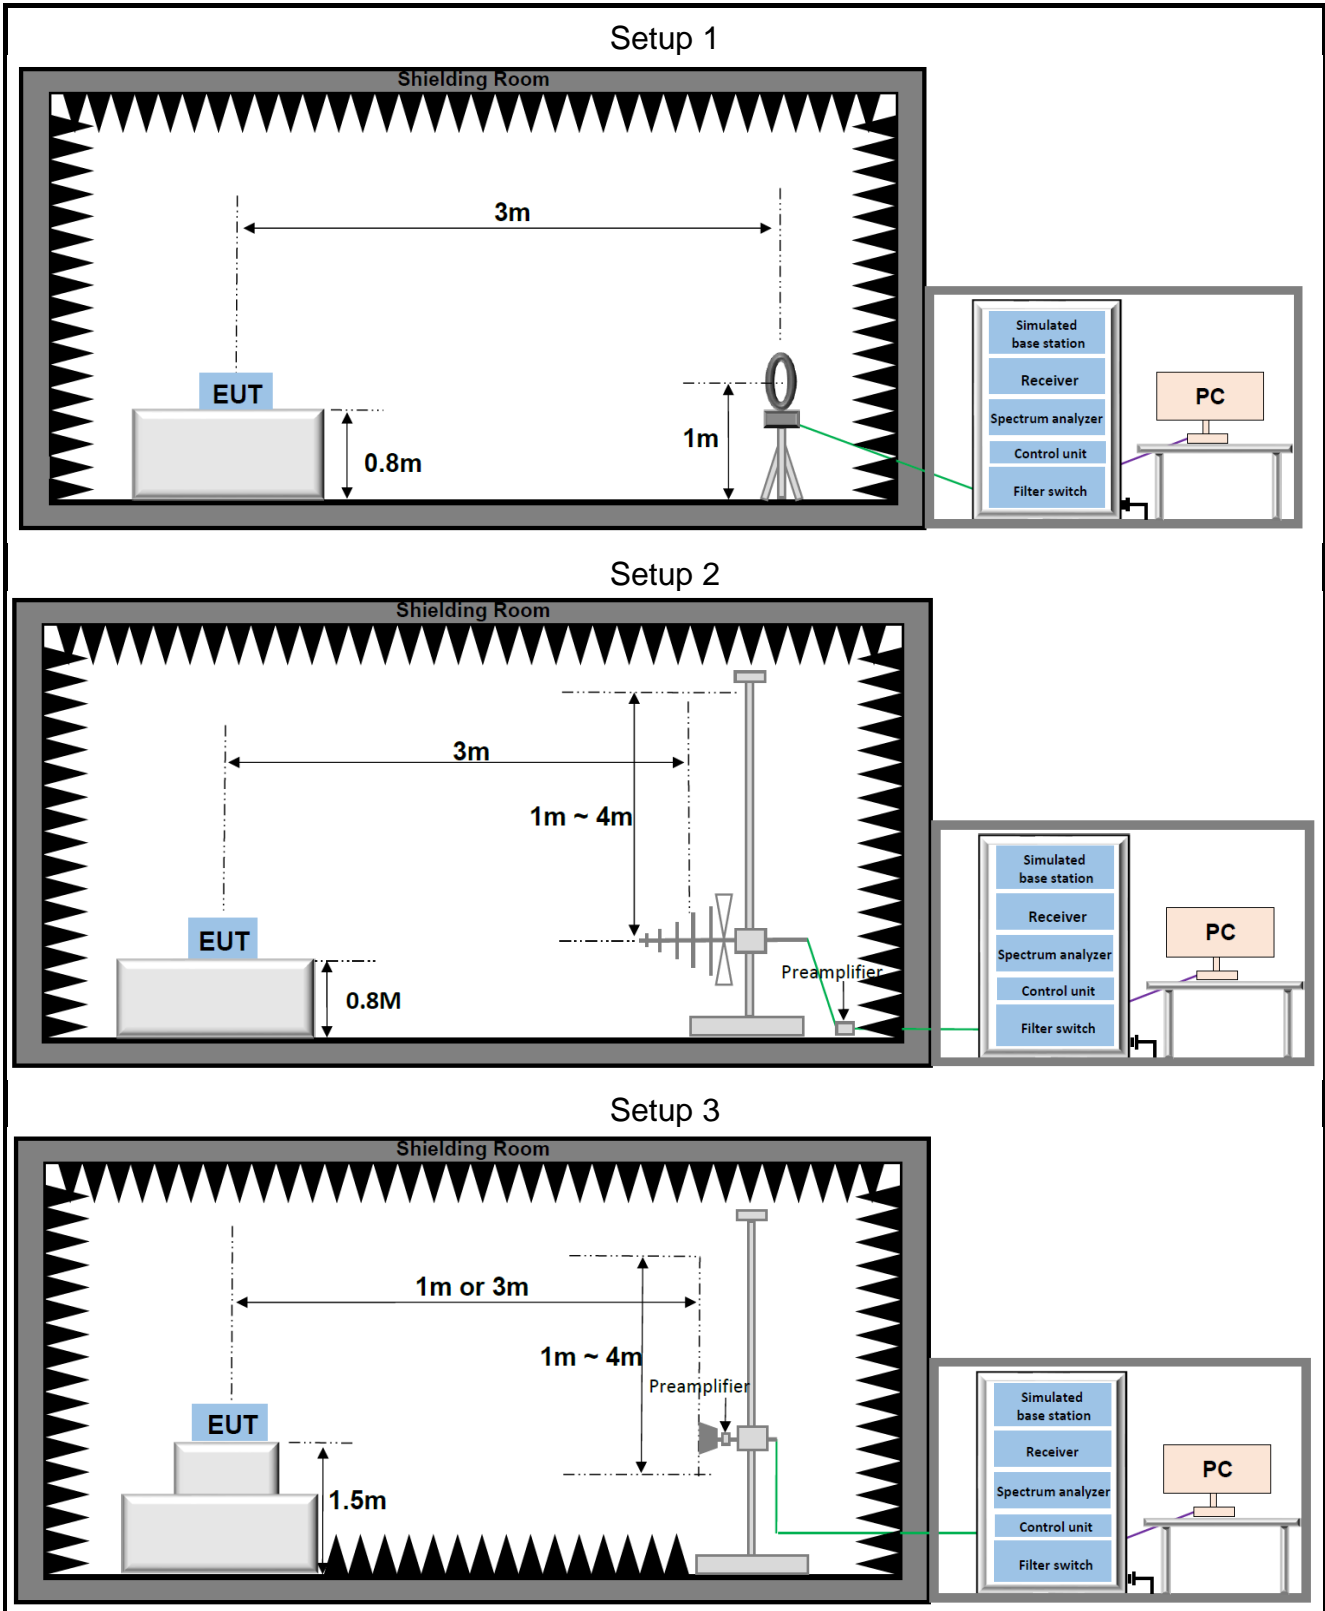 Setup 1
Shielding Room
3m
EUT
0.8m
1m
Simulated
base station
Receiver
Spectrum analyzer
Control unit
Filter switch
PC
Setup 2
Shielding Room
3m
1m ~ 4m
EUT
0.8M
Preamplifier
Simulated
base station
Receiver
Spectrum analyzer
Control unit
Filter switch
PC
Setup 3
Shielding Room
1m or 3m
1m ~ 4m
Preamplifier
EUT
1.5m
Simulated
base station
Receiver
Spectrum analyzer
Control unit
Filter switch
PC